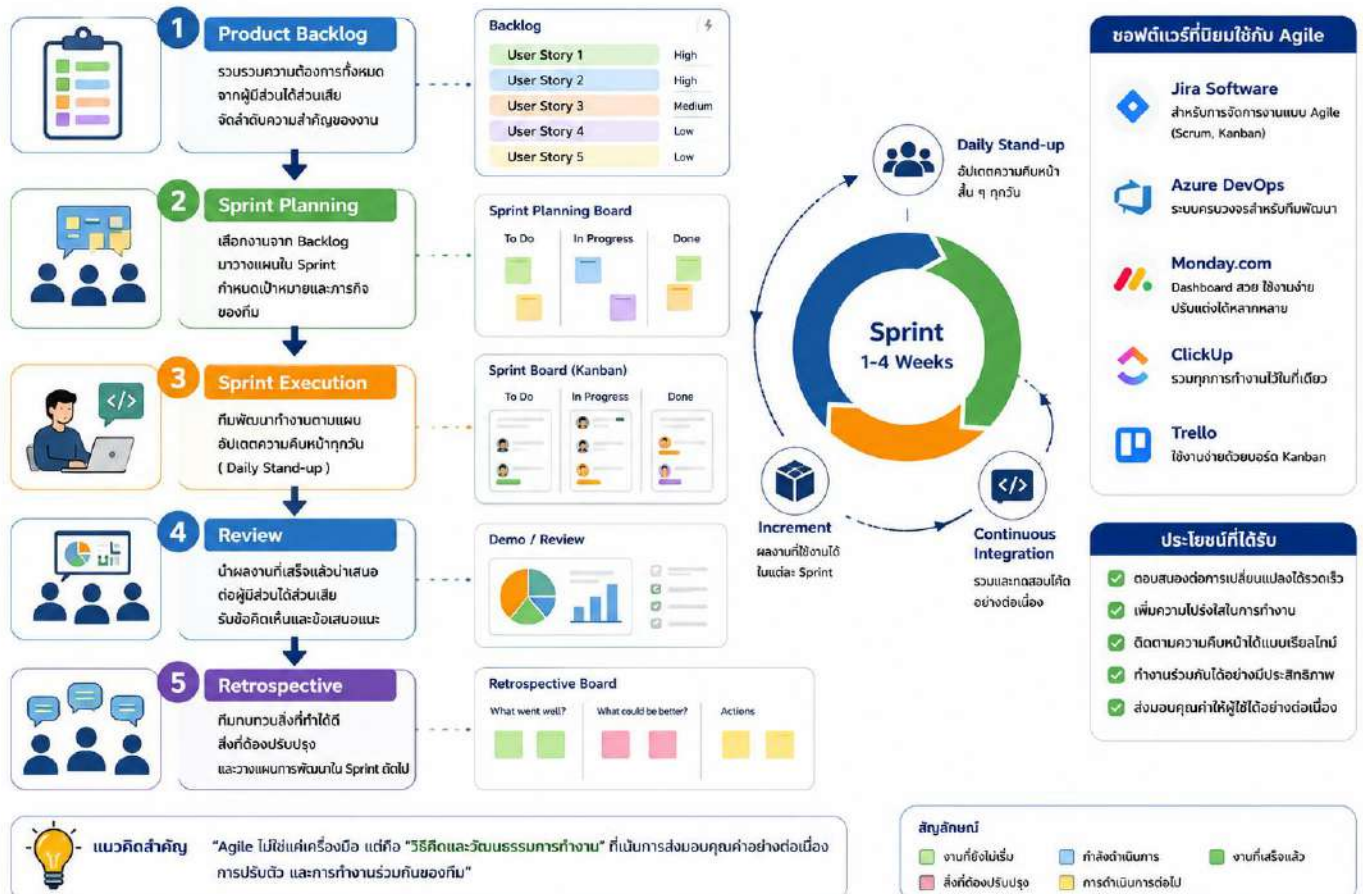 1 Product Backlog
รวบรวมความต้องการทั้งหมด
จากผู้มีส่วนได้ส่วนเสีย
จัดลำดับความสำคัญของงาน
Backlog
User Story 1 High
User Story 2 High
User Story 3 Medium
User Story 4 Low
User Story 5 Low
2 Sprint Planning
เลือกงานจาก Backlog
มาวางแผนใน Sprint
กำหนดเป้าหมายและภารกิจ
ของทีม
Sprint Planning Board
To Do In Progress Done
3 Sprint Execution
ทีมพัฒนาทำงานตามแผน
อัปเดตความคืบหน้าทุกวัน
( Daily Stand-up )
Sprint Board (Kanban)
To Do In Progress Done
4 Review
นำผลงานที่เสร็จแล้วนำเสนอ
ต่อผู้มีส่วนได้ส่วนเสีย
รับข้อคิดเห็นและข้อเสนอแนะ
Demo / Review
5 Retrospective
ทีมทบทวนสิ่งที่ทำได้ดี
สิ่งที่ต้องปรับปรุง
และวางแผนการพัฒนาใน Sprint ถัดไป
Retrospective Board
What went well? What could be better? Actions
Daily Stand-up
อัปเดตความคืบหน้า
สั้น ๆ ทุกวัน
Sprint
1-4 Weeks
Increment
ผลงานที่ใช้งานได้
ในแต่ละ Sprint
</>
Continuous
Integration
รวมและทดสอบโค้ด
อย่างต่อเนื่อง
ซอฟต์แวร์ที่นิยมใช้กับ Agile
Jira Software
สำหรับการจัดการงานแบบ Agile
(Scrum, Kanban)
Azure DevOps
ระบบครบวงจรสำหรับทีมพัฒนา
Monday.com
Dashboard สวย ใช้งานง่าย
ปรับแต่งได้หลากหลาย
ClickUp
รวมทุกการทำงานไว้ในที่เดียว
Trello
ใช้งานง่ายด้วยบอร์ด Kanban
ประโยชน์ที่ได้รับ
ตอบสนองต่อการเปลี่ยนแปลงได้รวดเร็ว
เพิ่มความโปร่งใสในการทำงาน
ติดตามความคืบหน้าได้แบบเรียลไทม์
ทำงานร่วมกันได้อย่างมีประสิทธิภาพ
ส่งมอบคุณค่าให้ผู้ใช้ได้อย่างต่อเนื่อง
แนวคิดสำคัญ "Agile ไม่ใช่แค่เครื่องมือ แต่คือ "วิธีคิดและวัฒนธรรมการทำงาน" ที่เน้นการส่งมอบคุณค่าอย่างต่อเนื่อง
การปรับตัว และการทำงานร่วมกันของทีม"
สัญลักษณ์
งานที่ยังไม่เริ่ม กำลังดำเนินการ งานที่เสร็จแล้ว
สิ่งที่ต้องปรับปรุง การดำเนินการต่อไป